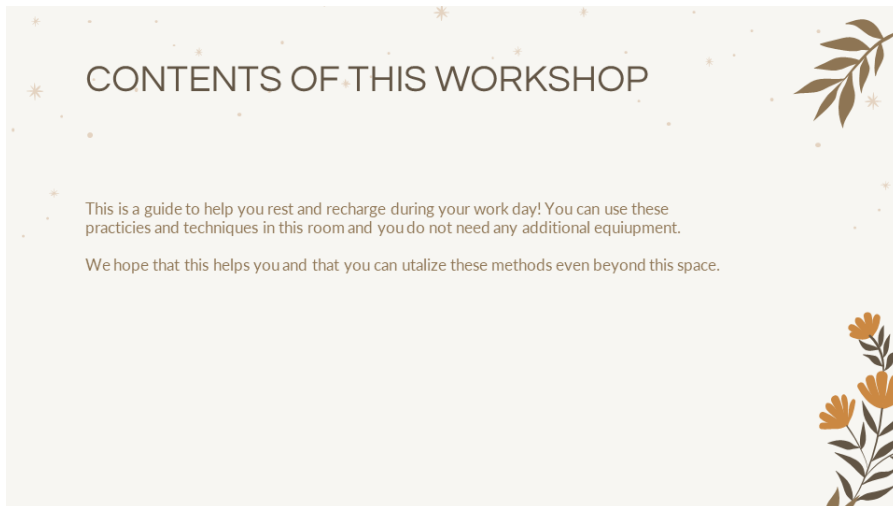 CONTENTS OF THIS WORKSHOP
This is a guide to help you rest and recharge during your work day! You can use these
practicies and techniques in this room and you do not need any additional equiupment.
We hope that this helps you and that you can utalize these methods even beyond this space.